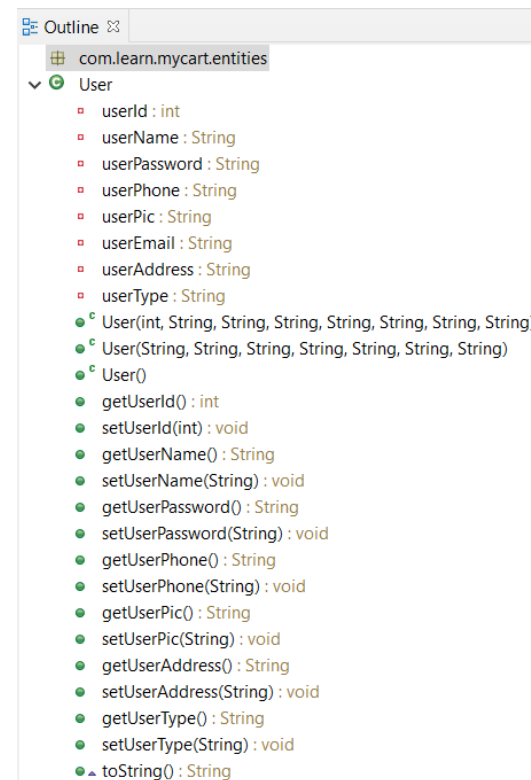 Outline
com.learn.mycart.entities
User
userId : int
userName : String
userPassword : String
userPhone : String
userPic : String
userEmail : String
userAddress : String
userType : String
User(int, String, String, String, String, String, String, String)
User(String, String, String, String, String, String, String)
User()
getUserId() : int
setUserId(int) : void
getUserName() : String
setUserName(String) : void
getUserPassword() : String
setUserPassword(String) : void
getUserPhone() : String
setUserPhone(String) : void
getUserPic() : String
setUserPic(String) : void
getUserAddress() : String
setUserAddress(String) : void
getUserType() : String
setUserType(String) : void
toString() : String